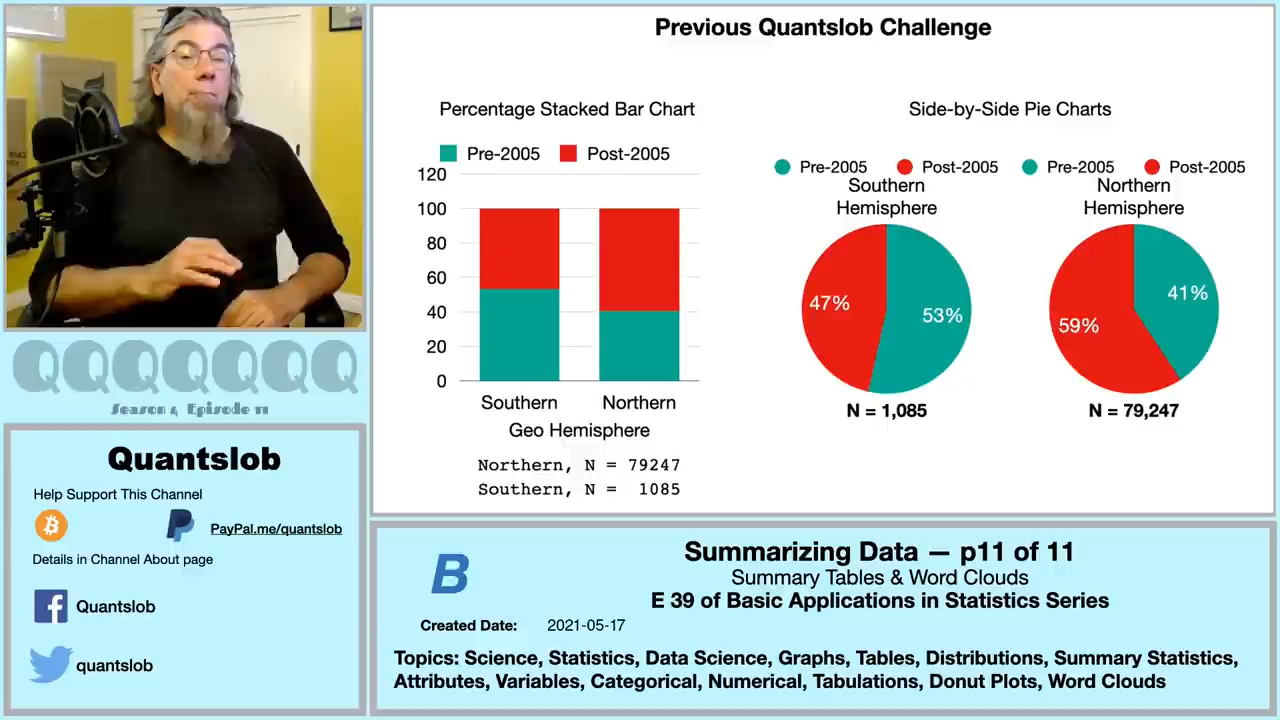 Previous Quantslob Challenge
Percentage Stacked Bar Chart
Pre-2005 Post-2005
120
100
80
60
40
20
0
Southern Northern
Geo Hemisphere
Northern, N = 79247
Southern, N = 1085
Side-by-Side Pie Charts
Pre-2005 Post-2005 Pre-2005 Post-2005
Southern
Hemisphere
47%
53%
N = 1,085
Northern
Hemisphere
41%
59%
N = 79,247
QQQQQQQ
Season 4 Episode 11
Quantslob
Help Support This Channel
PayPal.me/quantslob
Details in Channel About page
Quantslob
quantslob
B
Summarizing Data — p11 of 11
Summary Tables & Word Clouds
E 39 of Basic Applications in Statistics Series
Created Date: 2021-05-17
Topics: Science, Statistics, Data Science, Graphs, Tables, Distributions, Summary Statistics,
Attributes, Variables, Categorical, Numerical, Tabulations, Donut Plots, Word Clouds